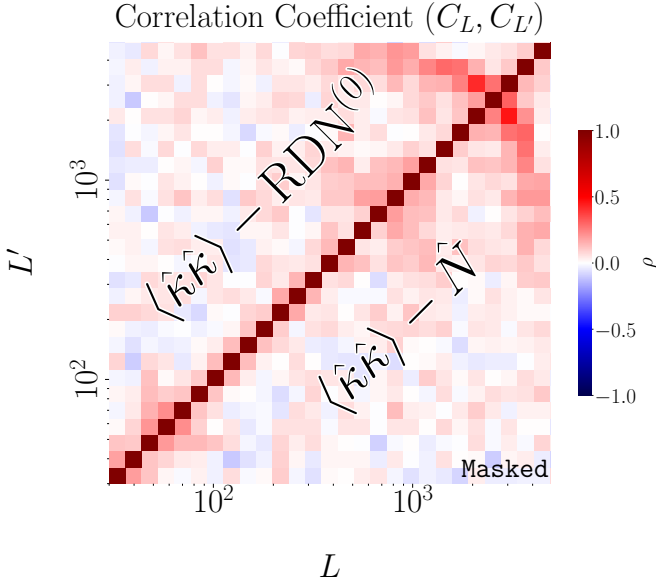 Correlation Coefficient (C_L, C_{L'})
⟨κ̂κ̂⟩ − RDN^{(0)}
⟨κ̂κ̂⟩ − N̂
Masked
L'
10^3
10^2
10^2
10^3
L
1.0
0.5
0.0
−0.5
−1.0
ρ